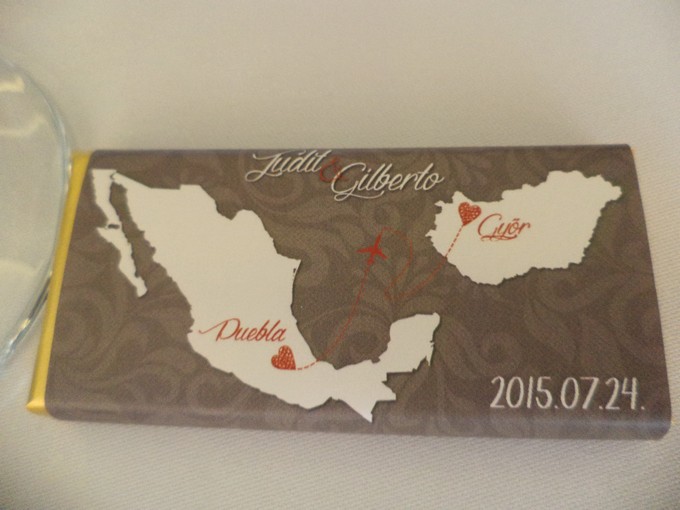 Judit & Gilberto
Győr
Puebla
2015.07.24.